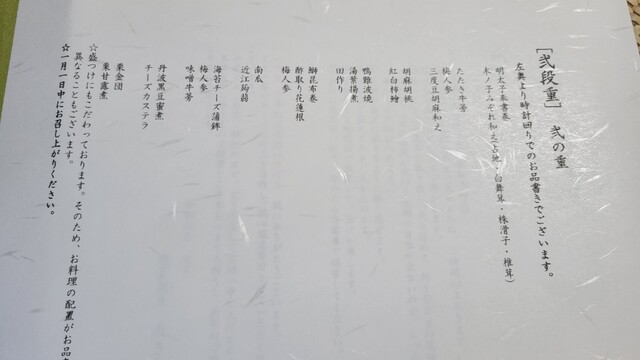 [弐段重] 弐の重
左奥より時計回りでのお品書きでございます。
明太子奉書巻
木ノ子みぞれ和え(占地・白舞茸・株滑子・椎茸)
たたき牛蒡
梅人参
三度豆胡麻和え
胡麻胡桃
紅白柿膾
鴨難波焼
湯葉揚煮
田作り
鰤昆布巻
酢取り花蓮根
梅人参
南瓜
近江蒟蒻
海苔チーズ蒲鉾
梅人参
味噌牛蒡
丹波黒豆蜜煮
チーズカステラ
栗金団
栗甘露煮
☆盛つけにもこだわっております。そのため、お料理の配置がお品
異なることもございます。
☆一月一日中にお召し上がりください。